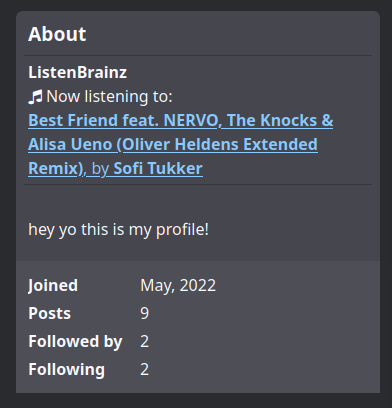 About
ListenBrainz
🎵 Now listening to:
Best Friend feat. NERVO, The Knocks &
Alisa Ueno (Oliver Heldens Extended
Remix), by Sofi Tukker
hey yo this is my profile!
Joined May, 2022
Posts 9
Followed by 2
Following 2